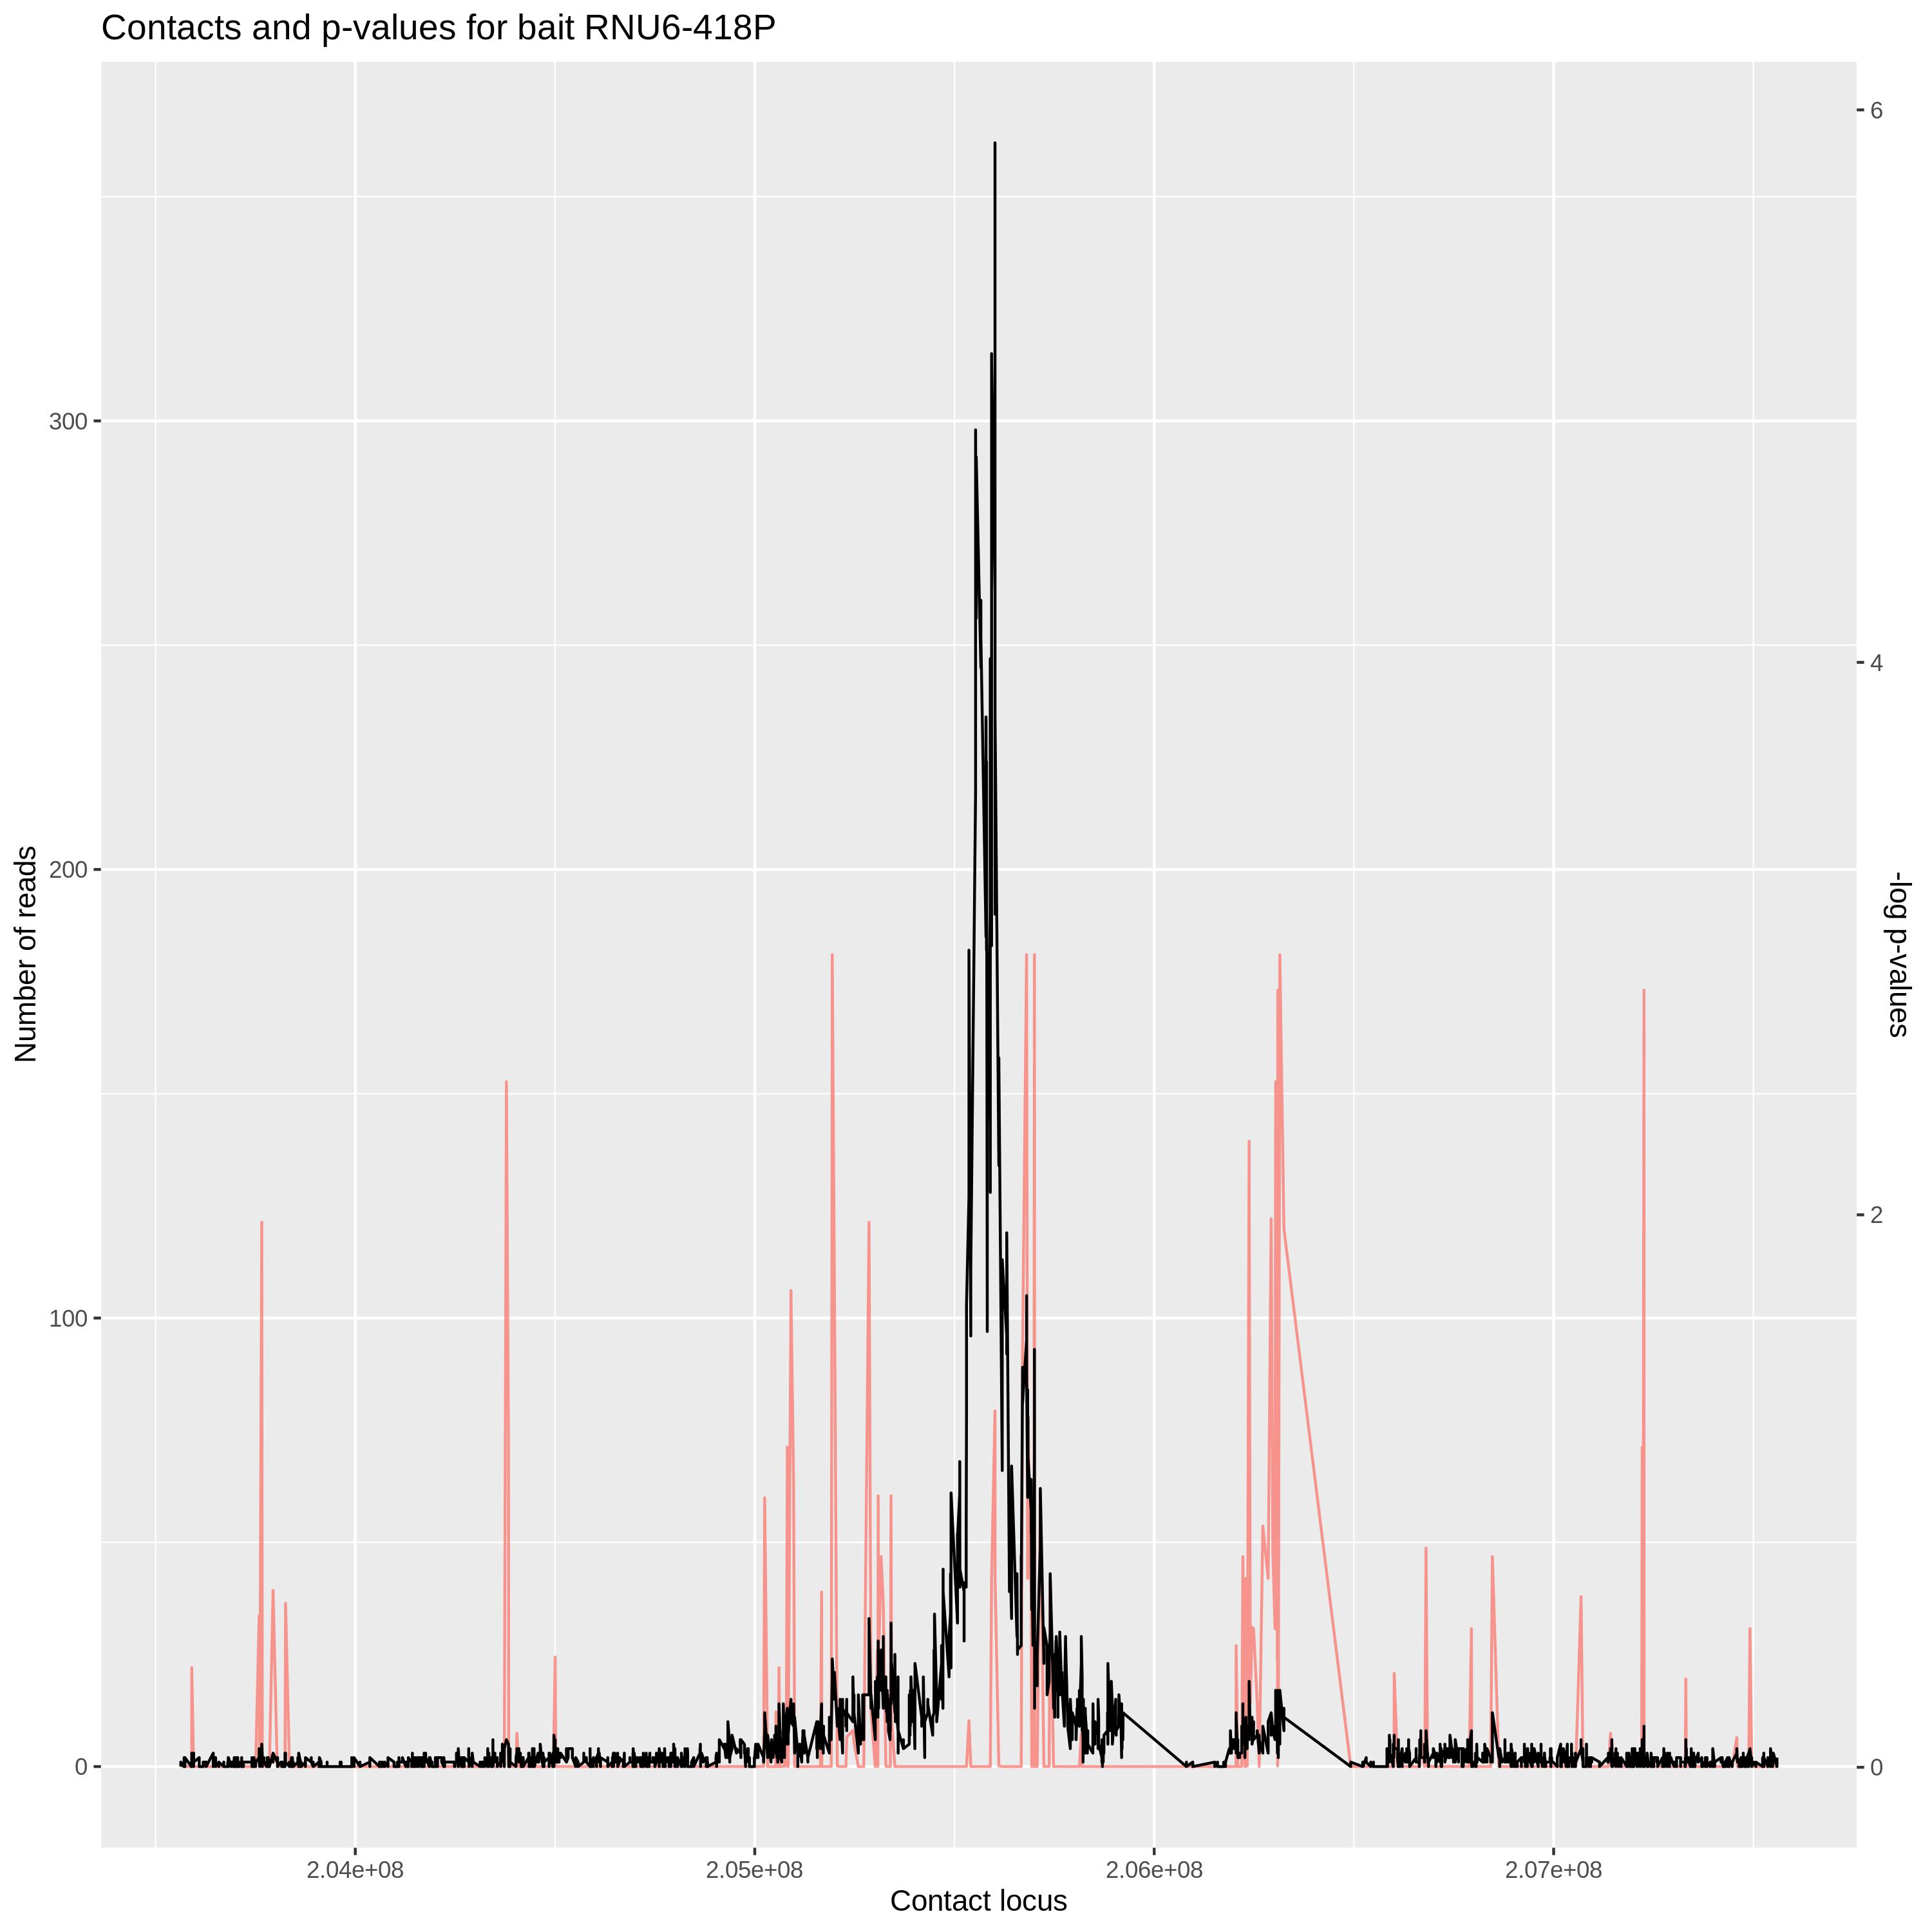 Contacts and p-values for bait RNU6-418P
6
300
4
200
Number of reads
-log p-values
2
100
0
0
2.04e+08
2.05e+08
2.06e+08
2.07e+08
Contact locus